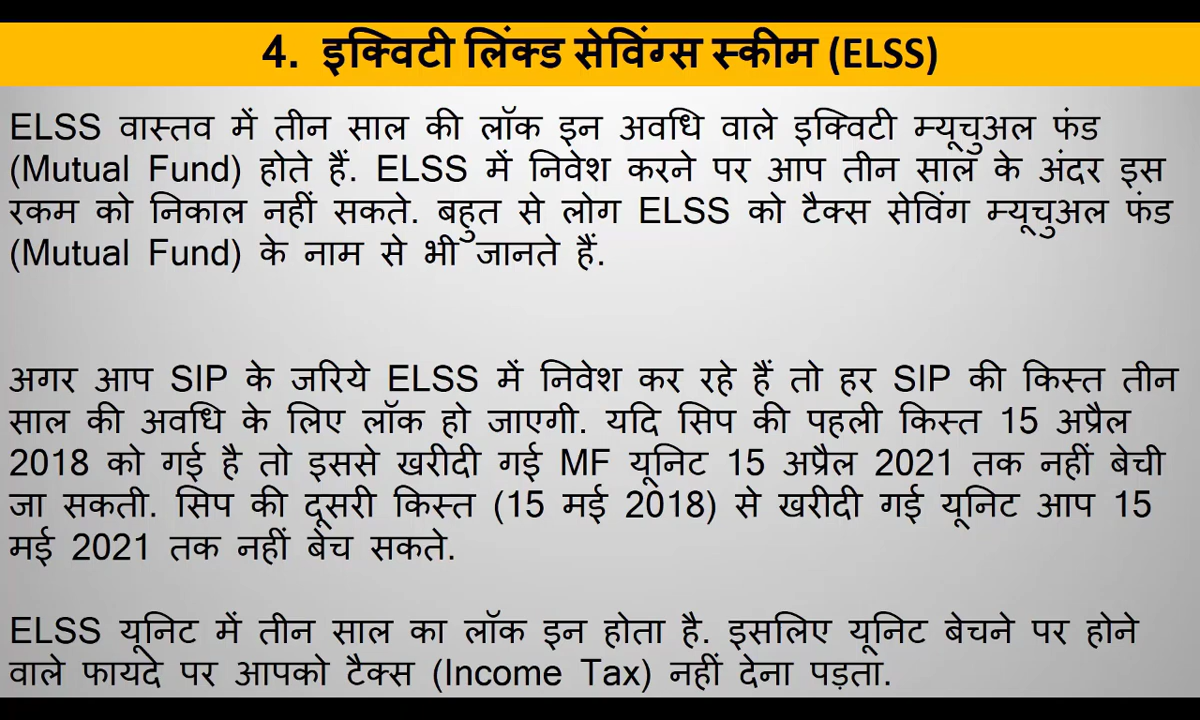 4. इक्विटी लिंक्ड सेविंग्स स्कीम (ELSS)
ELSS वास्तव में तीन साल की लॉक इन अवधि वाले इक्विटी म्यूचुअल फंड
(Mutual Fund) होते हैं. ELSS में निवेश करने पर आप तीन साल के अंदर इस
रकम को निकाल नहीं सकते. बहुत से लोग ELSS को टैक्स सेविंग म्यूचुअल फंड
(Mutual Fund) के नाम से भी जानते हैं.
अगर आप SIP के जरिये ELSS में निवेश कर रहे हैं तो हर SIP की किस्त तीन
साल की अवधि के लिए लॉक हो जाएगी. यदि सिप की पहली किस्त 15 अप्रैल
2018 को गई है तो इससे खरीदी गई MF यूनिट 15 अप्रैल 2021 तक नहीं बेची
जा सकती. सिप की दूसरी किस्त (15 मई 2018) से खरीदी गई यूनिट आप 15
मई 2021 तक नहीं बेच सकते.
ELSS यूनिट में तीन साल का लॉक इन होता है. इसलिए यूनिट बेचने पर होने
वाले फायदे पर आपको टैक्स (Income Tax) नहीं देना पड़ता.